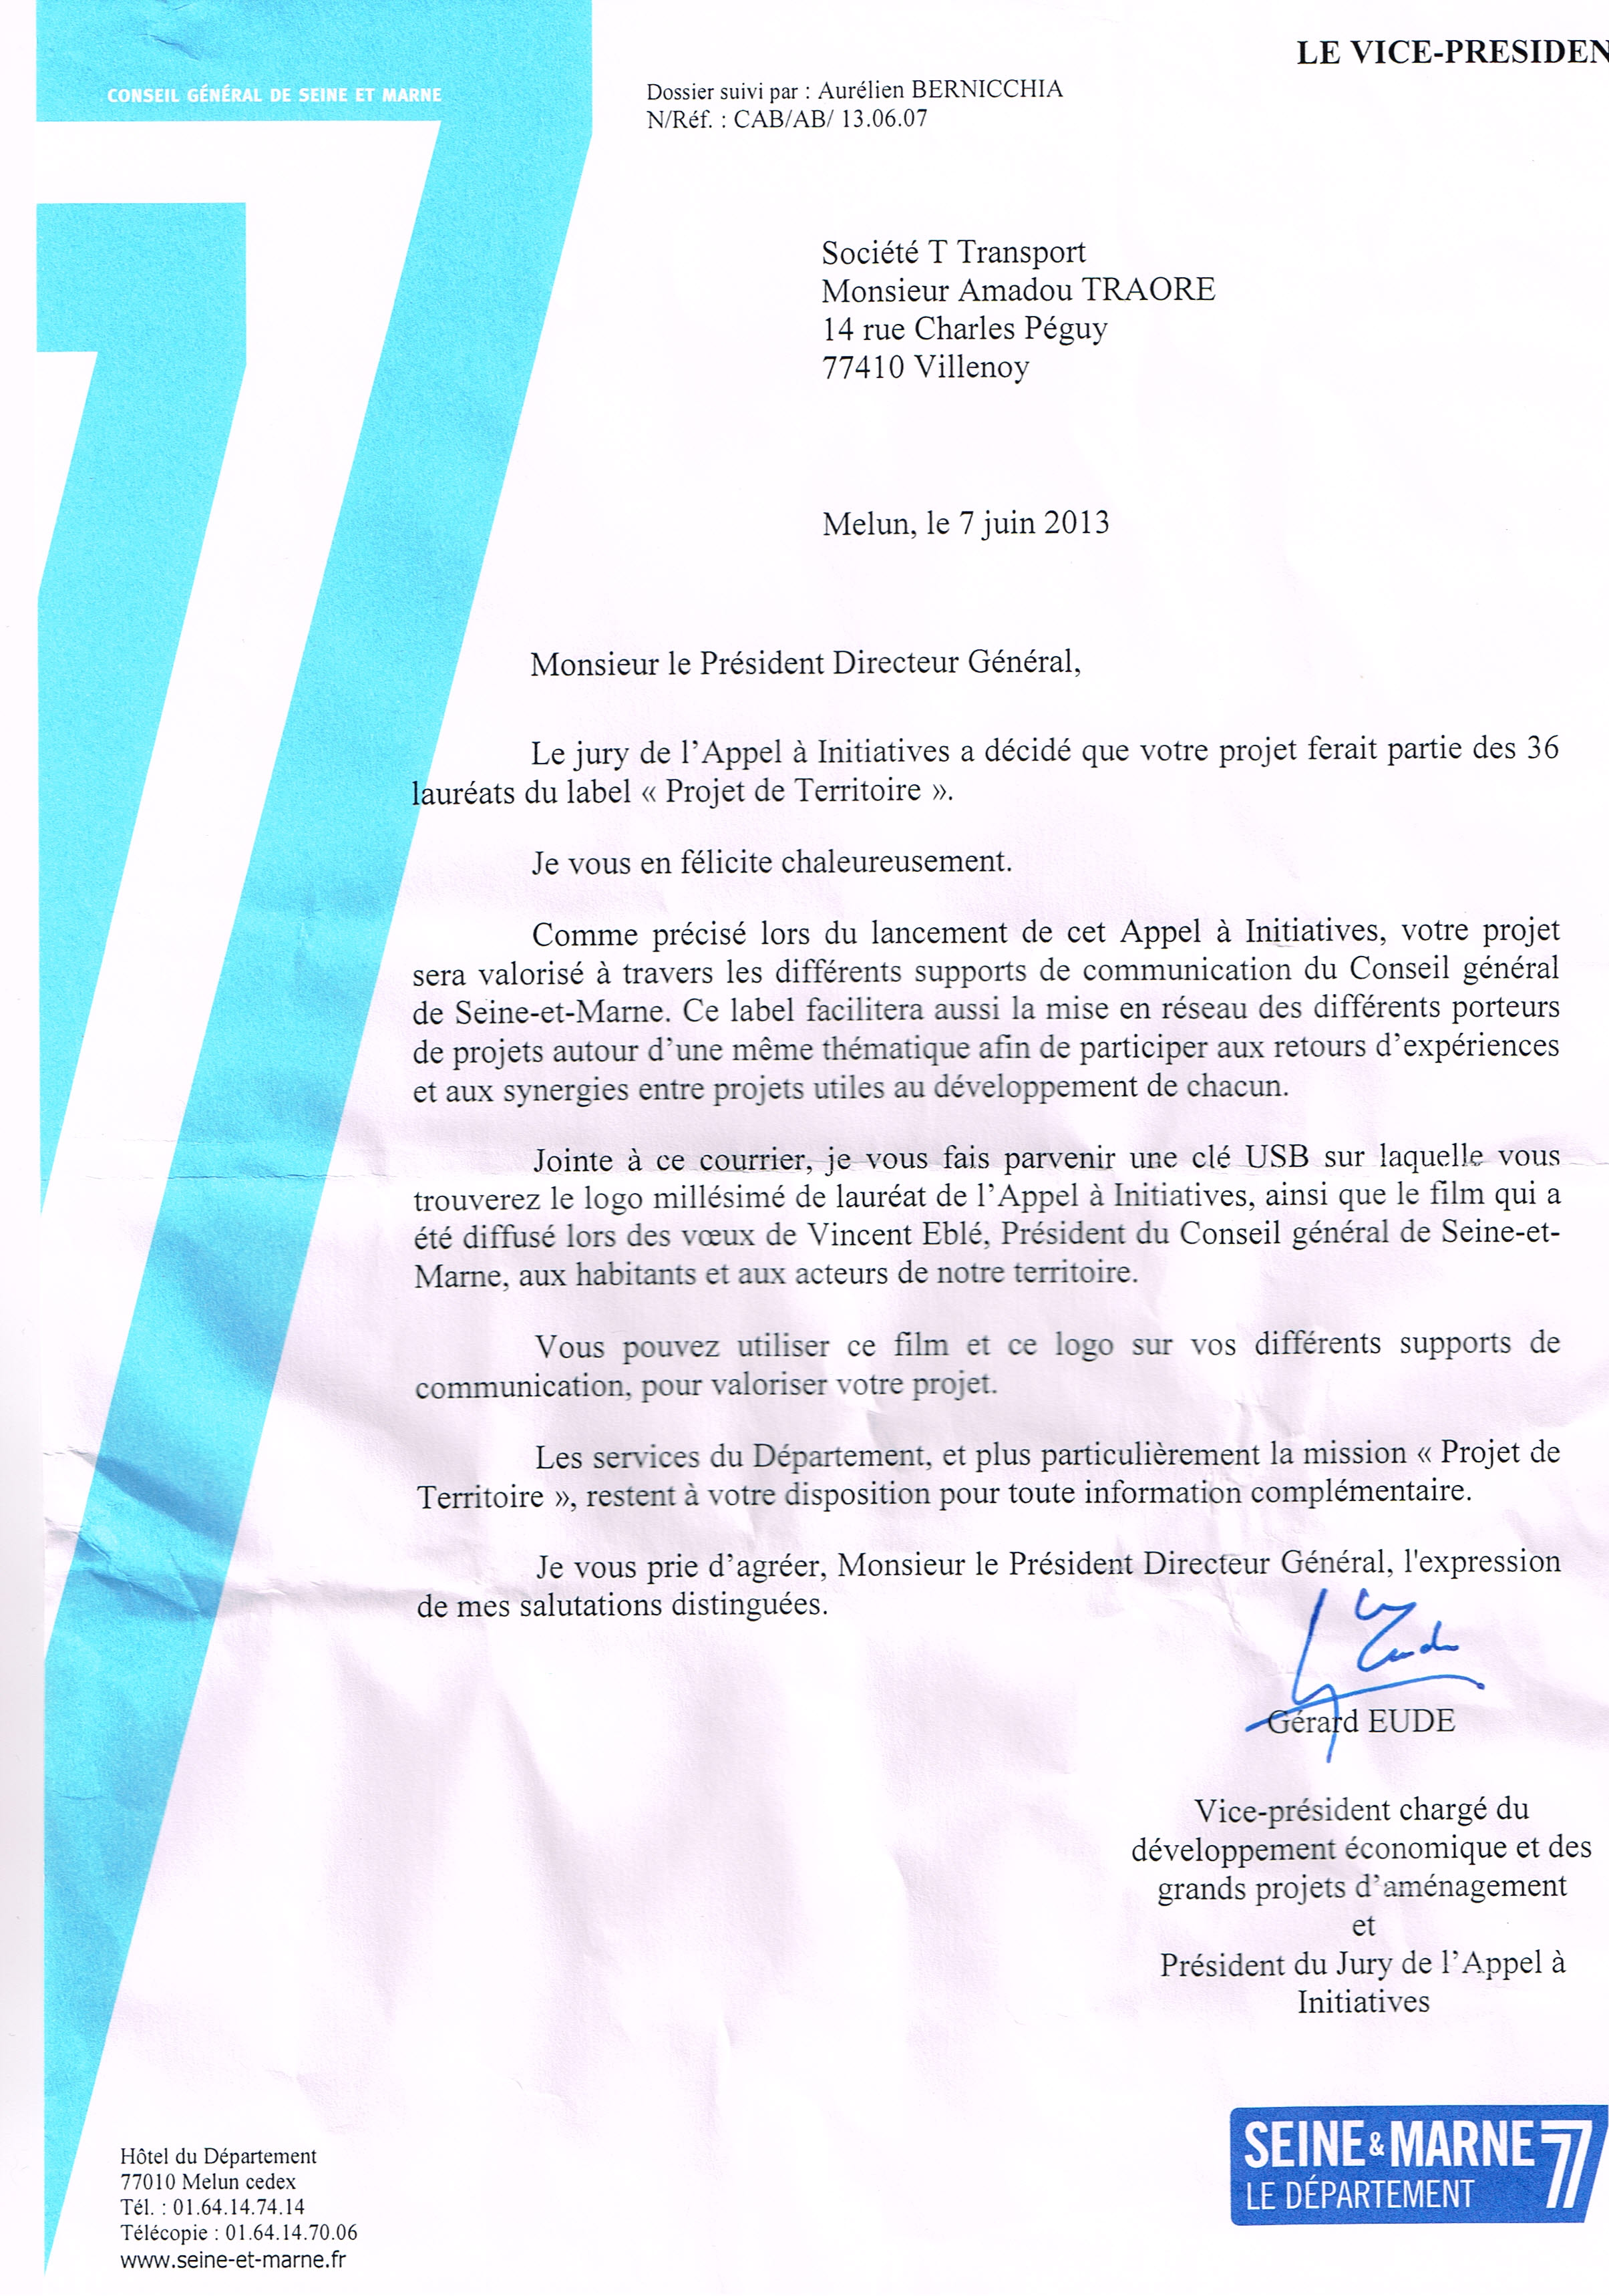 LE VICE-PRESIDEN
CONSEIL GÉNÉRAL DE SEINE ET MARNE
Dossier suivi par : Aurélien BERNICCHIA
N/Réf. : CAB/AB/ 13.06.07
Société T Transport
Monsieur Amadou TRAORE
14 rue Charles Péguy
77410 Villenoy
Melun, le 7 juin 2013
Monsieur le Président Directeur Général,
Le jury de l’Appel à Initiatives a décidé que votre projet ferait partie des 36
lauréats du label « Projet de Territoire ».
Je vous en félicite chaleureusement.
Comme précisé lors du lancement de cet Appel à Initiatives, votre projet
sera valorisé à travers les différents supports de communication du Conseil général
de Seine-et-Marne. Ce label facilitera aussi la mise en réseau des différents porteurs
de projets autour d’une même thématique afin de participer aux retours d’expériences
et aux synergies entre projets utiles au développement de chacun.
Jointe à ce courrier, je vous fais parvenir une clé USB sur laquelle vous
trouverez le logo millésimé de lauréat de l’Appel à Initiatives, ainsi que le film qui a
été diffusé lors des vœux de Vincent Eblé, Président du Conseil général de Seine-et-
Marne, aux habitants et aux acteurs de notre territoire.
Vous pouvez utiliser ce film et ce logo sur vos différents supports de
communication, pour valoriser votre projet.
Les services du Département, et plus particulièrement la mission « Projet de
Territoire », restent à votre disposition pour toute information complémentaire.
Je vous prie d’agréer, Monsieur le Président Directeur Général, l'expression
de mes salutations distinguées.
Gérard EUDE
Vice-président chargé du
développement économique et des
grands projets d’aménagement
et
Président du Jury de l’Appel à
Initiatives
SEINE & MARNE 77
LE DÉPARTEMENT
Hôtel du Département
77010 Melun cedex
Tél. : 01.64.14.74.14
Télécopie : 01.64.14.70.06
www.seine-et-marne.fr